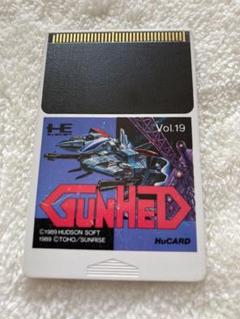 HE
Vol.19
GUNHED
©1989 HUDSON SOFT
1989 ©TOHO/SUNRISE
HuCARD